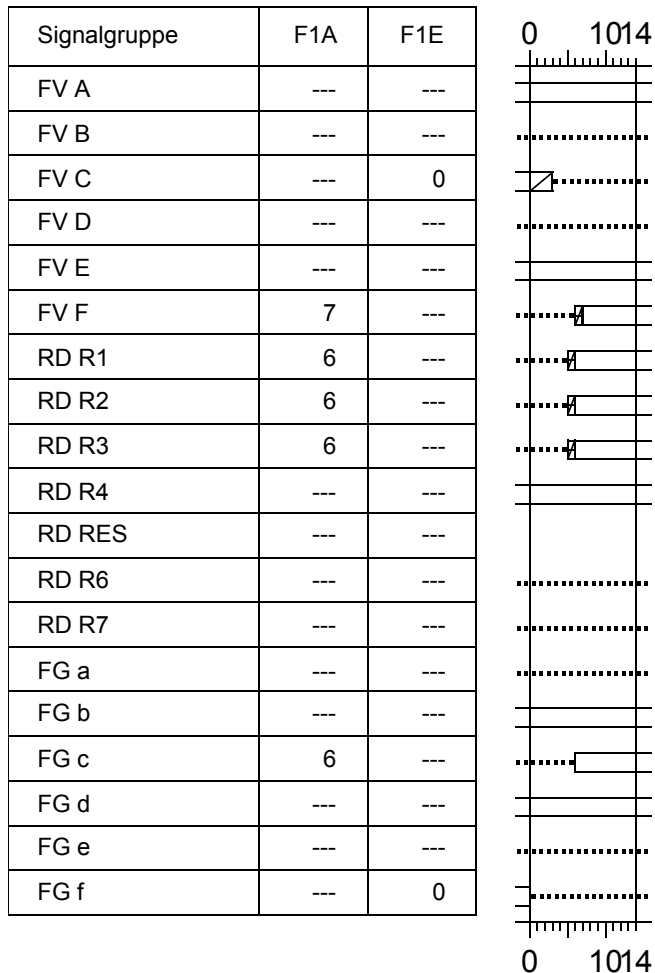 Signalgruppe F1A F1E 0 1014
FV A --- ---
FV B --- ---
FV C --- 0
FV D --- ---
FV E --- ---
FV F 7 ---
RD R1 6 ---
RD R2 6 ---
RD R3 6 ---
RD R4 --- ---
RD RES --- ---
RD R6 --- ---
RD R7 --- ---
FG a --- ---
FG b --- ---
FG c 6 ---
FG d --- ---
FG e --- ---
FG f --- 0
0 1014